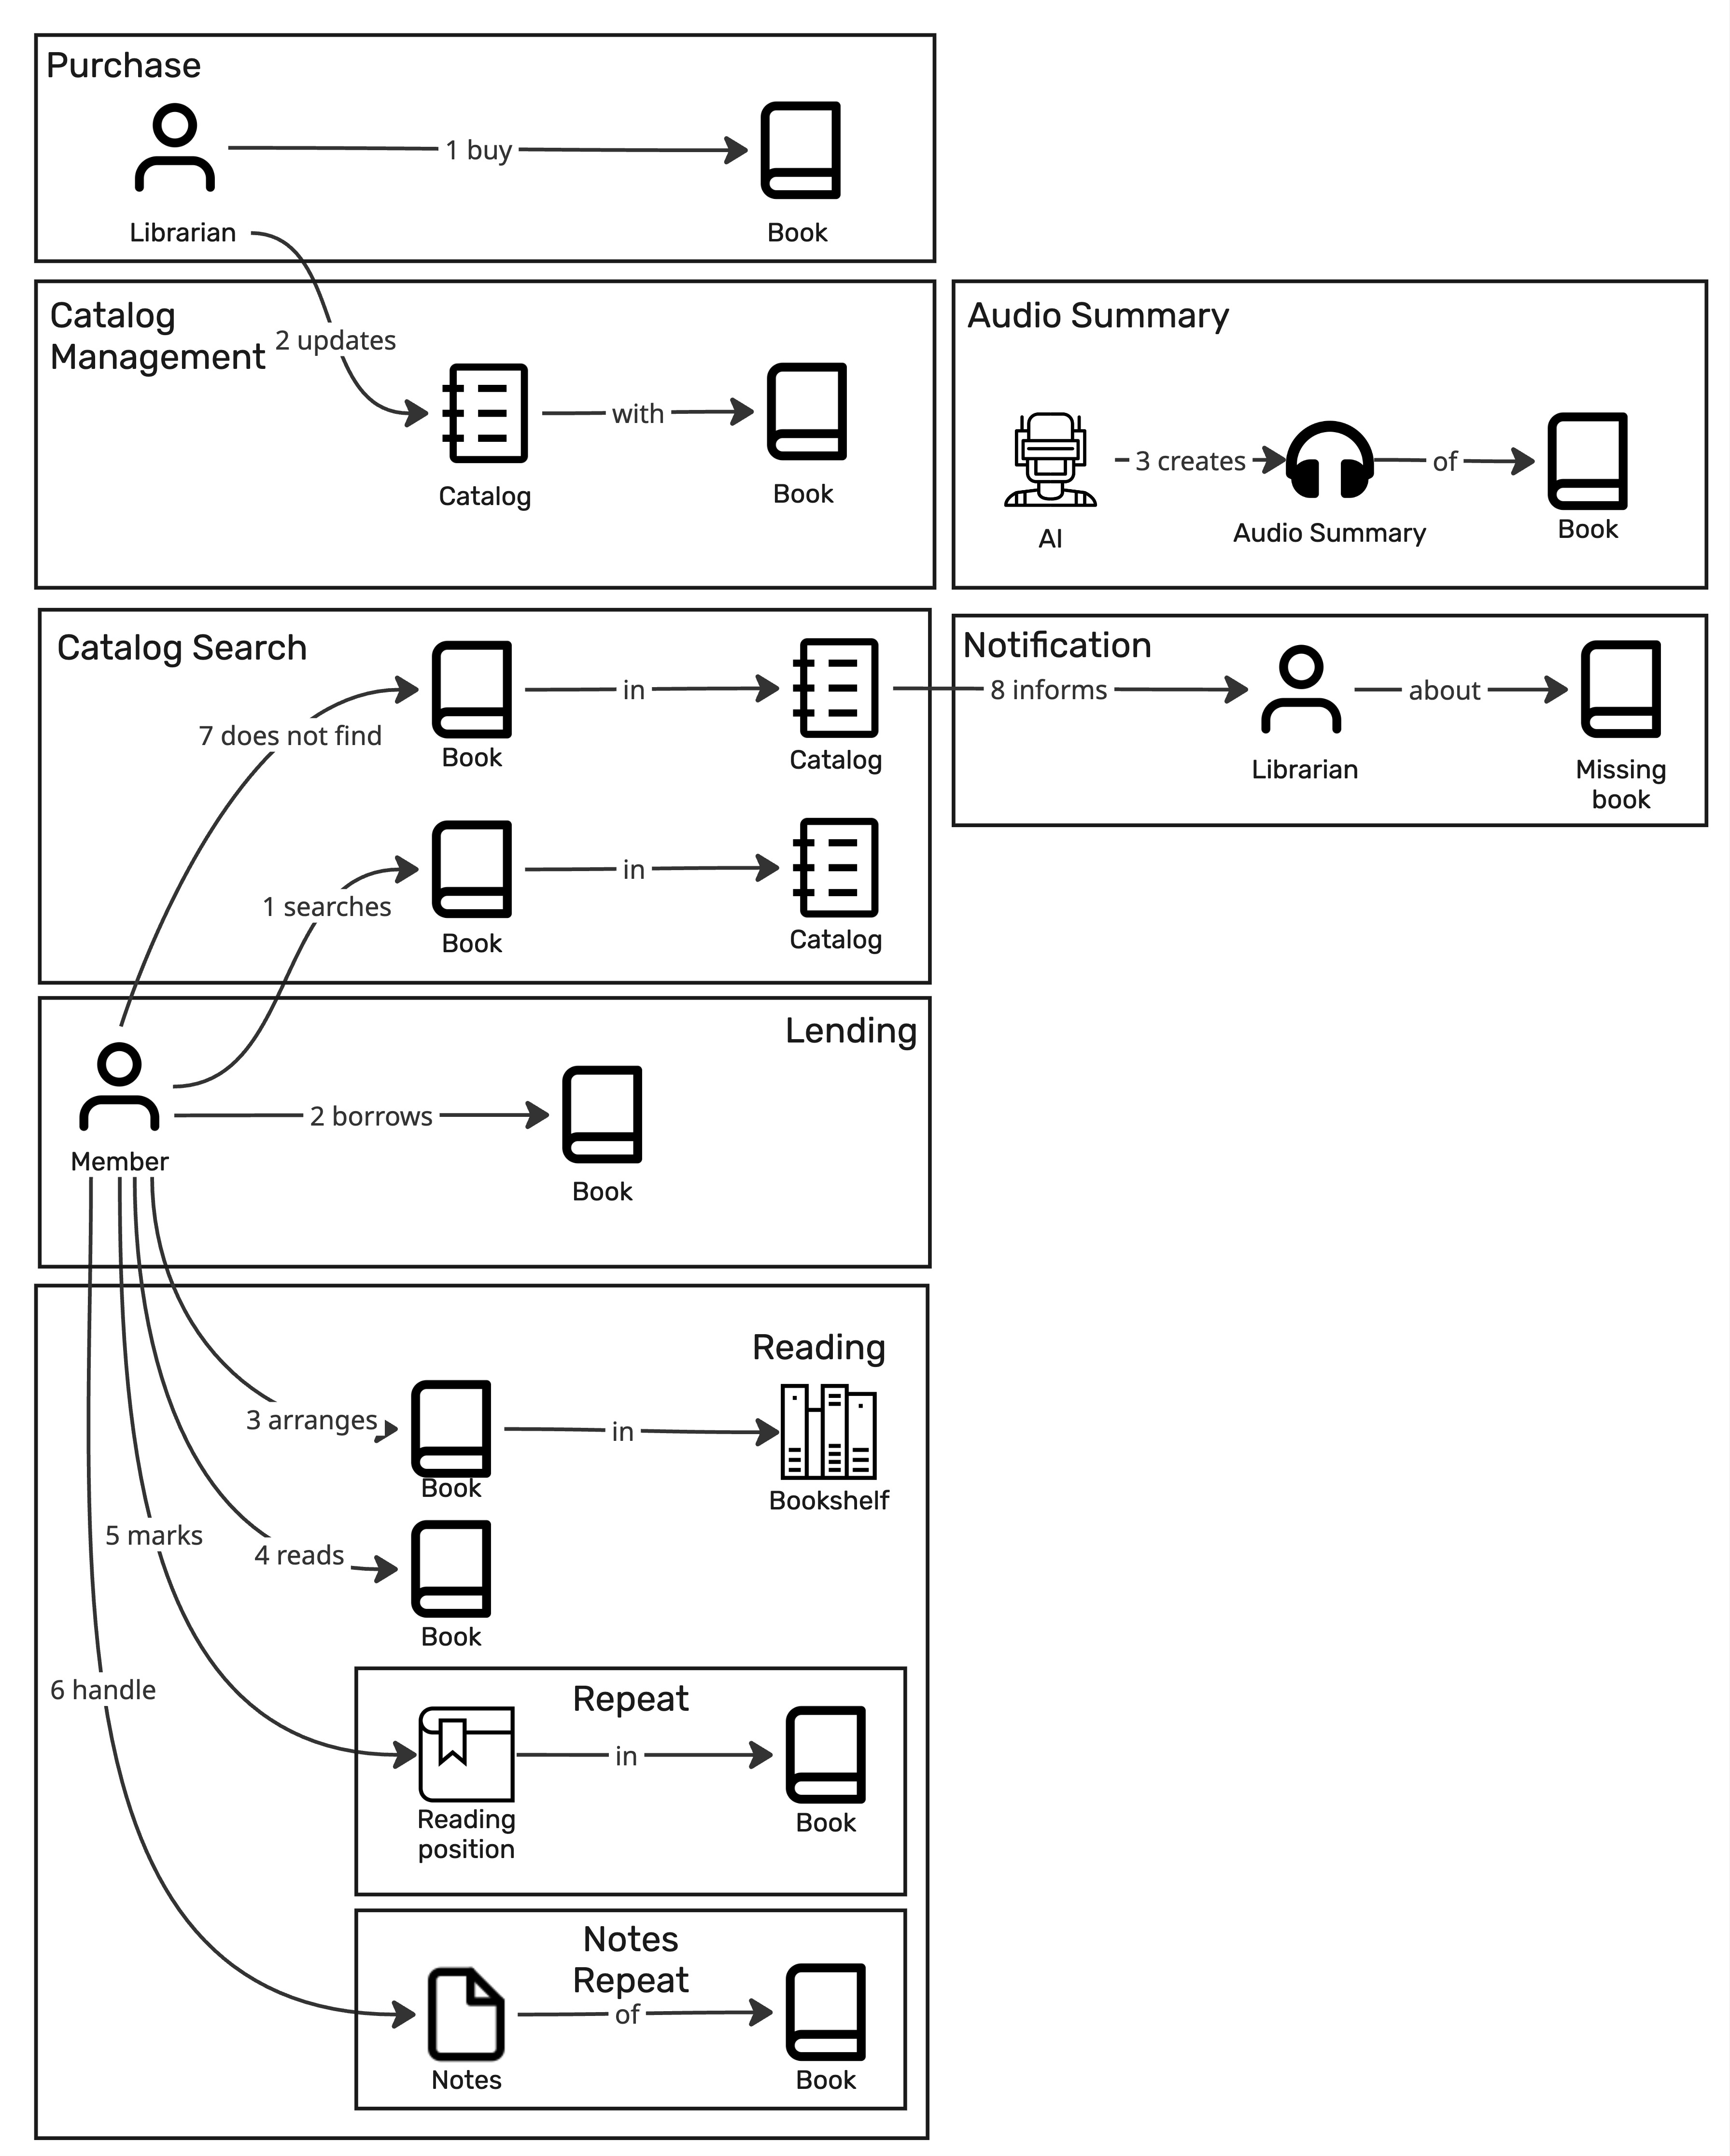 Purchase
1 buy
Librarian
Book
Catalog
Management
2 updates
with
Catalog
Book
Audio Summary
3 creates
of
AI
Audio Summary
Book
Catalog Search
in
7 does not find
Book
Catalog
1 searches
in
Book
Catalog
Notification
8 informs
about
Librarian
Missing
book
Lending
2 borrows
Member
Book
Reading
3 arranges
in
Book
Bookshelf
5 marks
4 reads
Book
6 handle
Repeat
in
Reading
position
Book
Notes
Repeat
of
Notes
Book